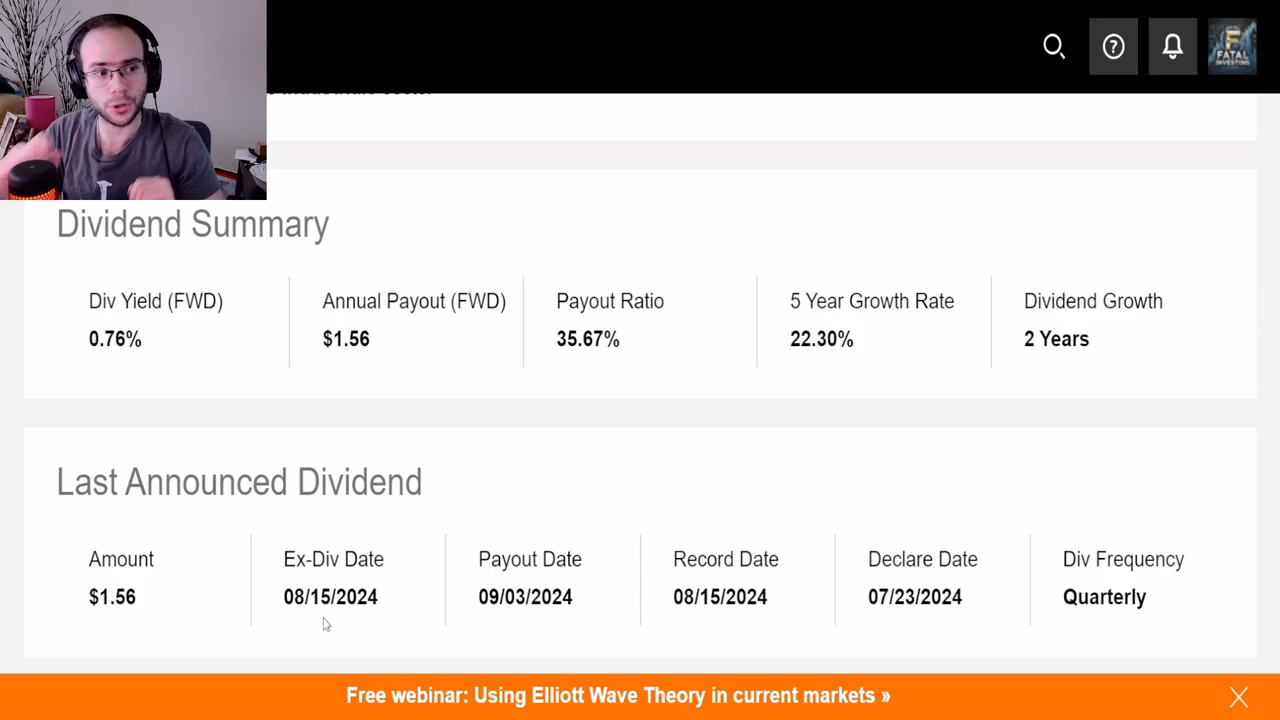 F
FATAL
INVESTING
Dividend Summary
Div Yield (FWD)
0.76%
Annual Payout (FWD)
$1.56
Payout Ratio
35.67%
5 Year Growth Rate
22.30%
Dividend Growth
2 Years
Last Announced Dividend
Amount
$1.56
Ex-Div Date
08/15/2024
Payout Date
09/03/2024
Record Date
08/15/2024
Declare Date
07/23/2024
Div Frequency
Quarterly
Free webinar: Using Elliott Wave Theory in current markets »